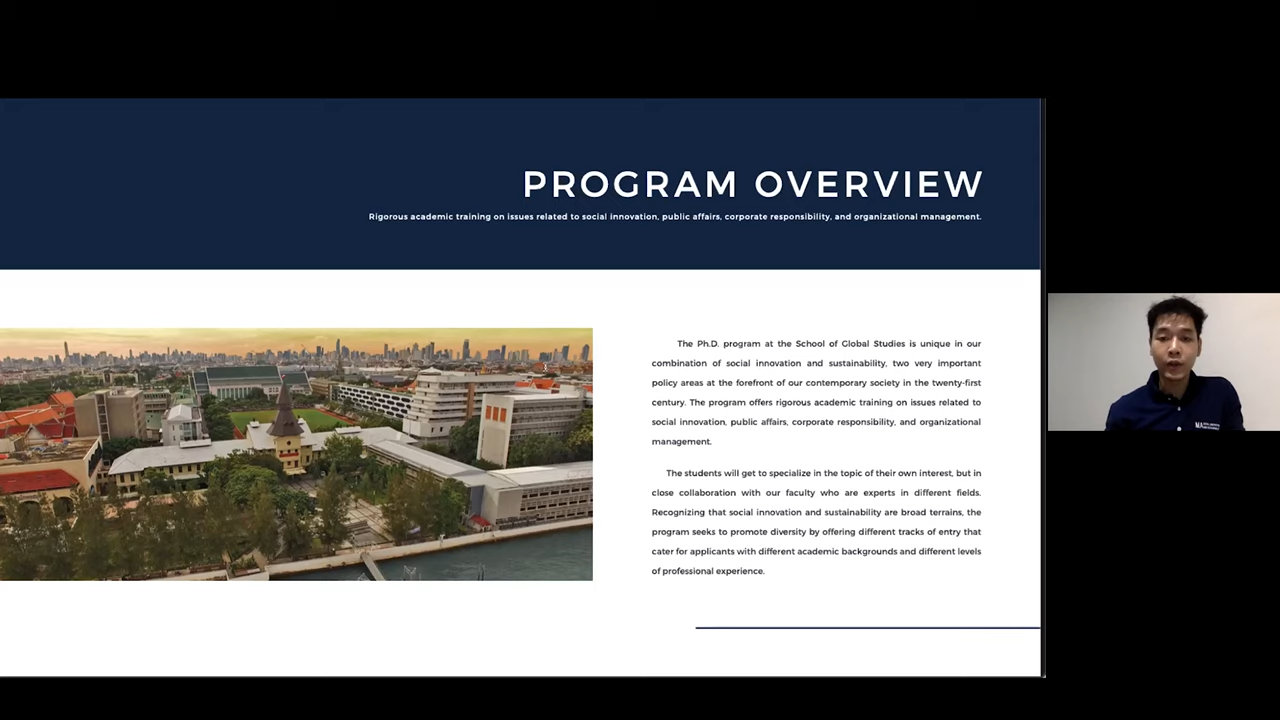 PROGRAM OVERVIEW
Rigorous academic training on issues related to social innovation, public affairs, corporate responsibility, and organizational management.
The Ph.D. program at the School of Global Studies is unique in our
combination of social innovation and sustainability, two very important
policy areas at the forefront of our contemporary society in the twenty-first
century. The program offers rigorous academic training on issues related to
social innovation, public affairs, corporate responsibility, and organizational
management.
The students will get to specialize in the topic of their own interest, but in
close collaboration with our faculty who are experts in different fields.
Recognizing that social innovation and sustainability are broad terrains, the
program seeks to promote diversity by offering different tracks of entry that
cater for applicants with different academic backgrounds and different levels
of professional experience.
MA